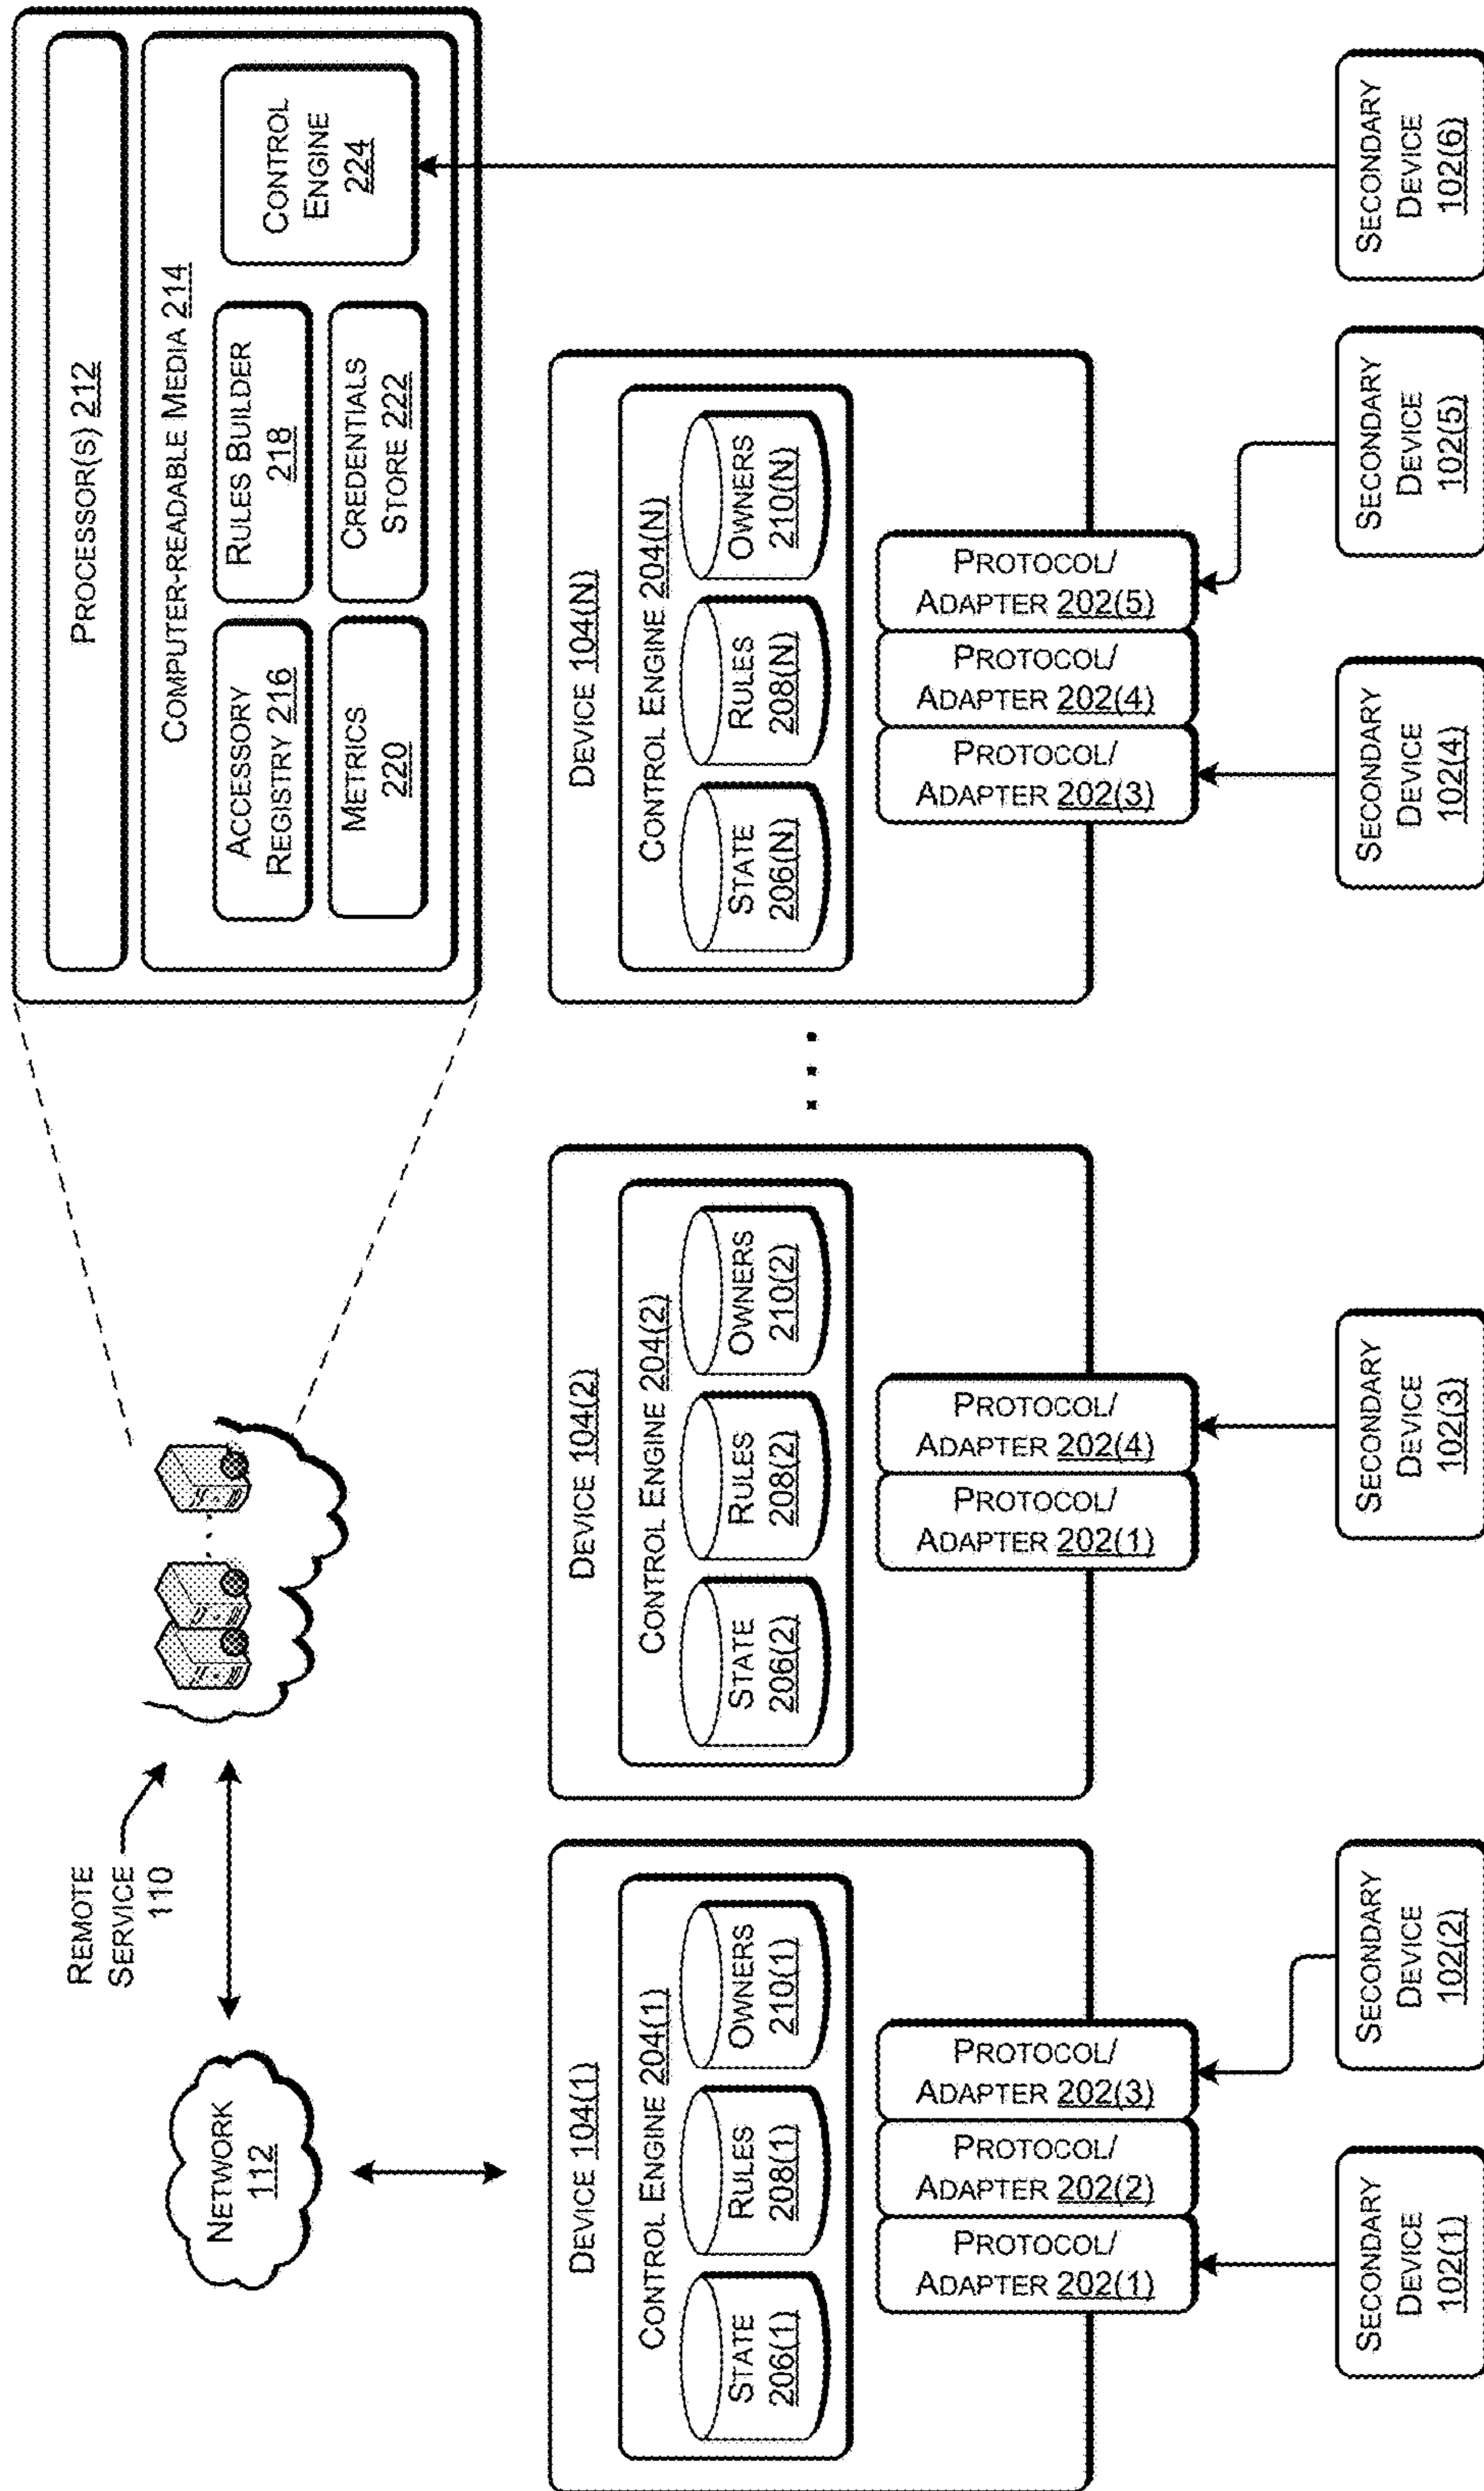 REMOTE
SERVICE
110
NETWORK
112
PROCESSOR(S) 212
COMPUTER-READABLE MEDIA 214
ACCESSORY
REGISTRY 216
RULES BUILDER
218
METRICS
220
CREDENTIALS
STORE 222
CONTROL
ENGINE
224
DEVICE 104(1)
CONTROL ENGINE 204(1)
STATE
206(1)
RULES
208(1)
OWNERS
210(1)
PROTOCOL/
ADAPTER 202(1)
PROTOCOL/
ADAPTER 202(2)
PROTOCOL/
ADAPTER 202(3)
DEVICE 104(2)
CONTROL ENGINE 204(2)
STATE
206(2)
RULES
208(2)
OWNERS
210(2)
PROTOCOL/
ADAPTER 202(1)
PROTOCOL/
ADAPTER 202(4)
. . .
DEVICE 104(N)
CONTROL ENGINE 204(N)
STATE
206(N)
RULES
208(N)
OWNERS
210(N)
PROTOCOL/
ADAPTER 202(3)
PROTOCOL/
ADAPTER 202(4)
PROTOCOL/
ADAPTER 202(5)
SECONDARY
DEVICE
102(1)
SECONDARY
DEVICE
102(2)
SECONDARY
DEVICE
102(3)
SECONDARY
DEVICE
102(4)
SECONDARY
DEVICE
102(5)
SECONDARY
DEVICE
102(6)